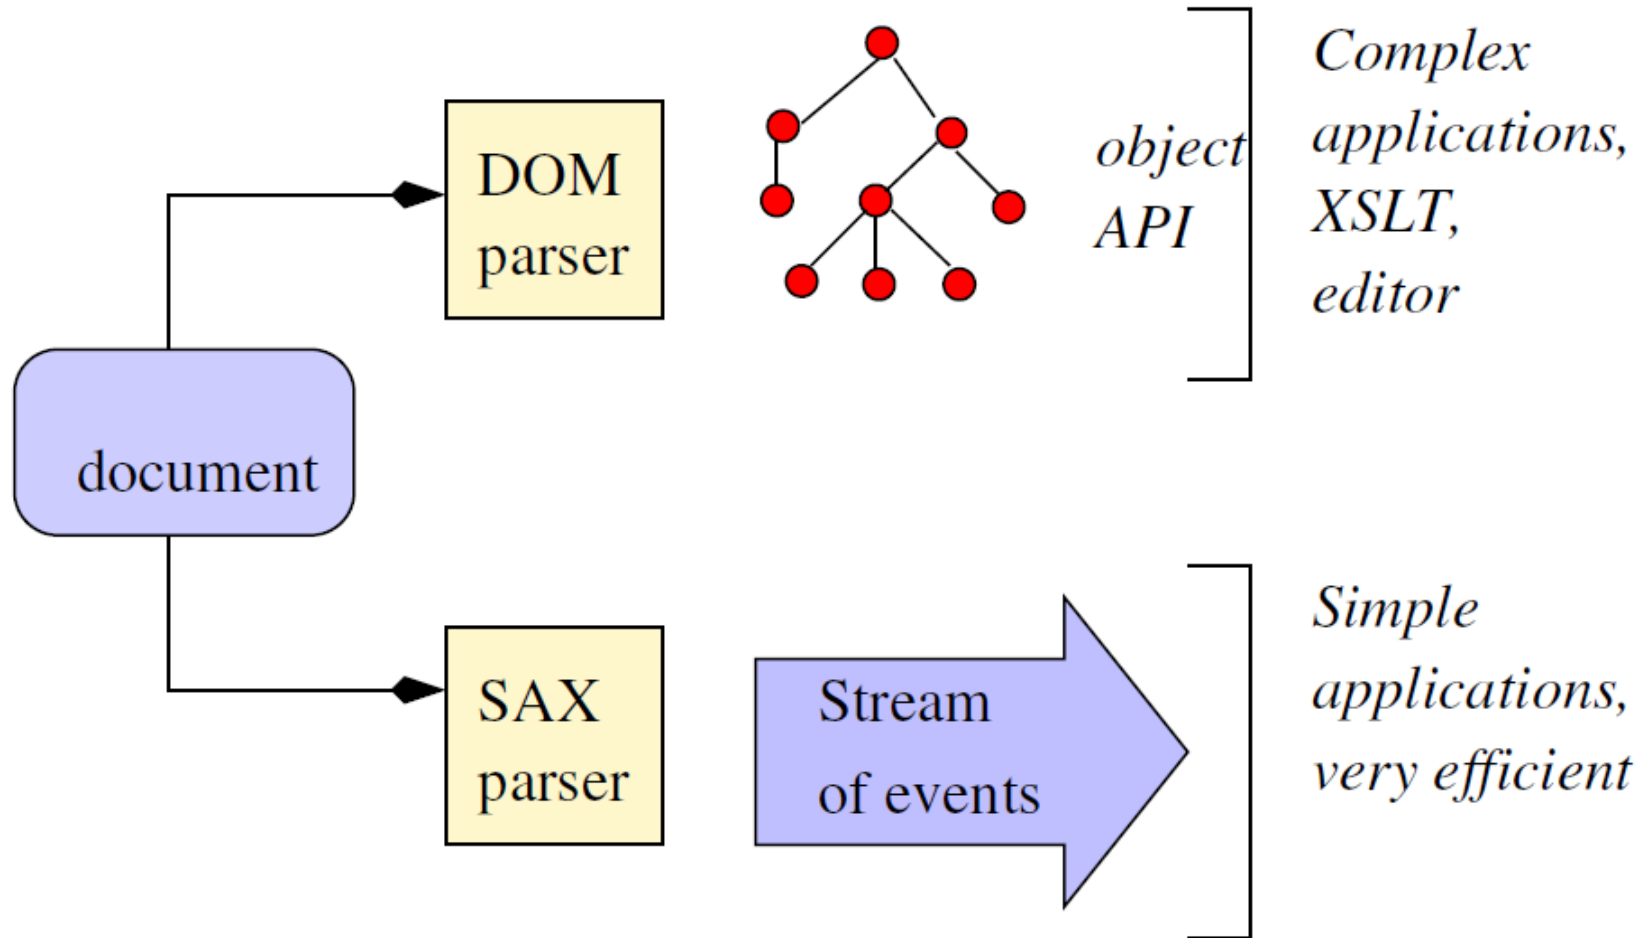 DOM
parser
object
API
Complex
applications,
XSLT,
editor
document
SAX
parser
Stream
of events
Simple
applications,
very efficient